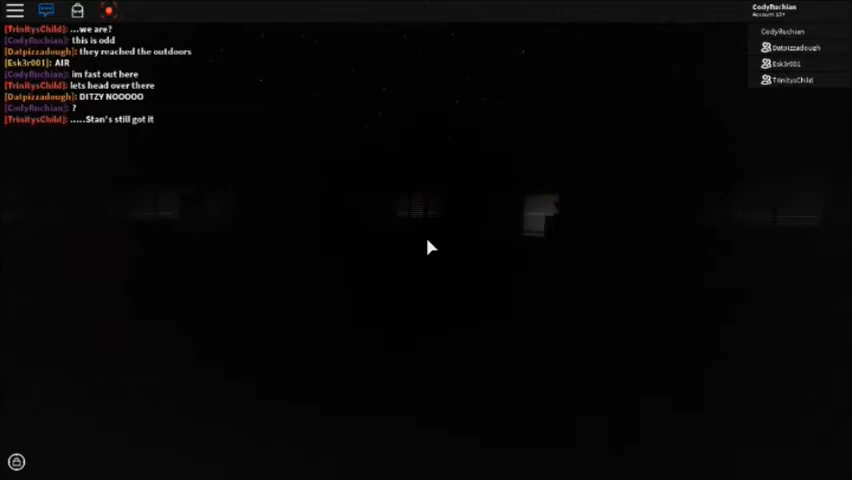 [TrinitysChild]: ...we are?
[CodyRuchian]: this is odd
[Datpizzadough]: they reached the outdoors
[Esk3r001]: AIR
[CodyRuchian]: im fast out here
[TrinitysChild]: lets head over there
[Datpizzadough]: DITZY NOOOOO
[CodyRuchian]: ?
[TrinitysChild]: .....Stan's still got it
CodyRuchian
Account: 13+
CodyRuchian
Datpizzadough
Esk3r001
TrinitysChild